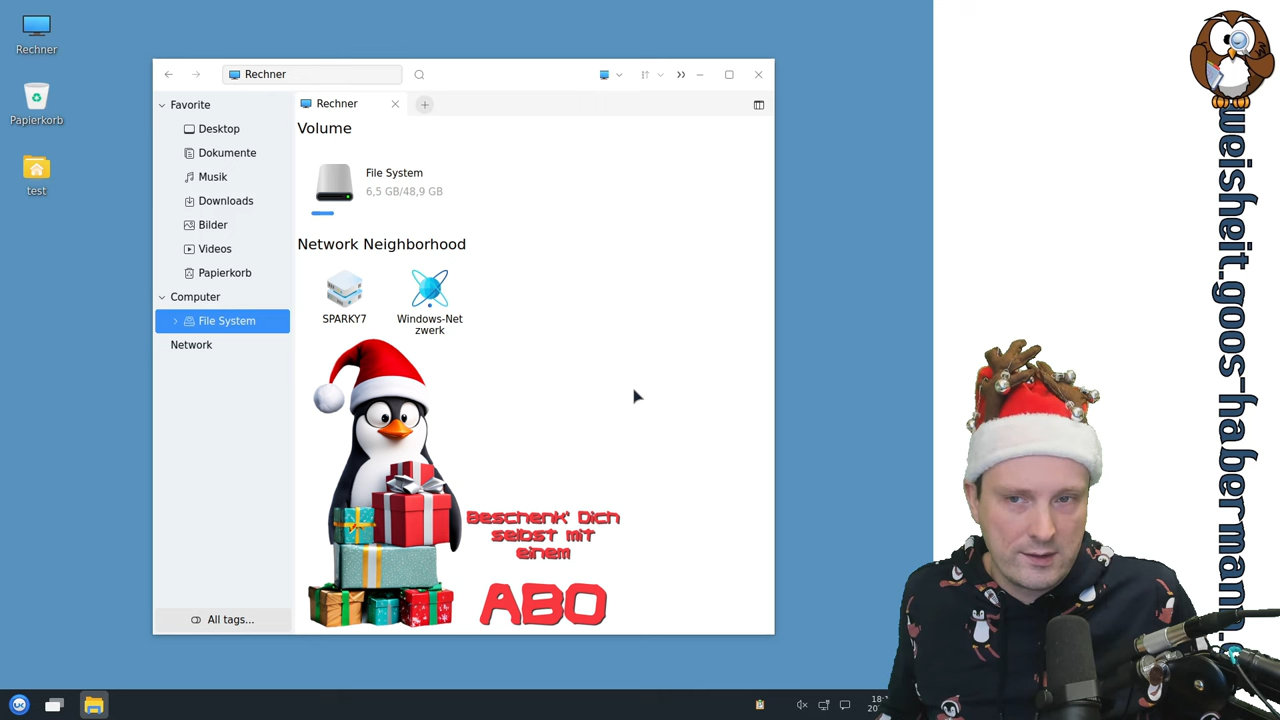 Rechner
Papierkorb
test
Rechner
Rechner
Favorite
Desktop
Dokumente
Musik
Downloads
Bilder
Videos
Papierkorb
Computer
File System
Network
All tags...
Volume
File System
6,5 GB/48,9 GB
Network Neighborhood
SPARKY7
Windows-Net
zwerk
Beschenk' Dich
selbst mit
einem
ABO
weisheit.goos-habermann.